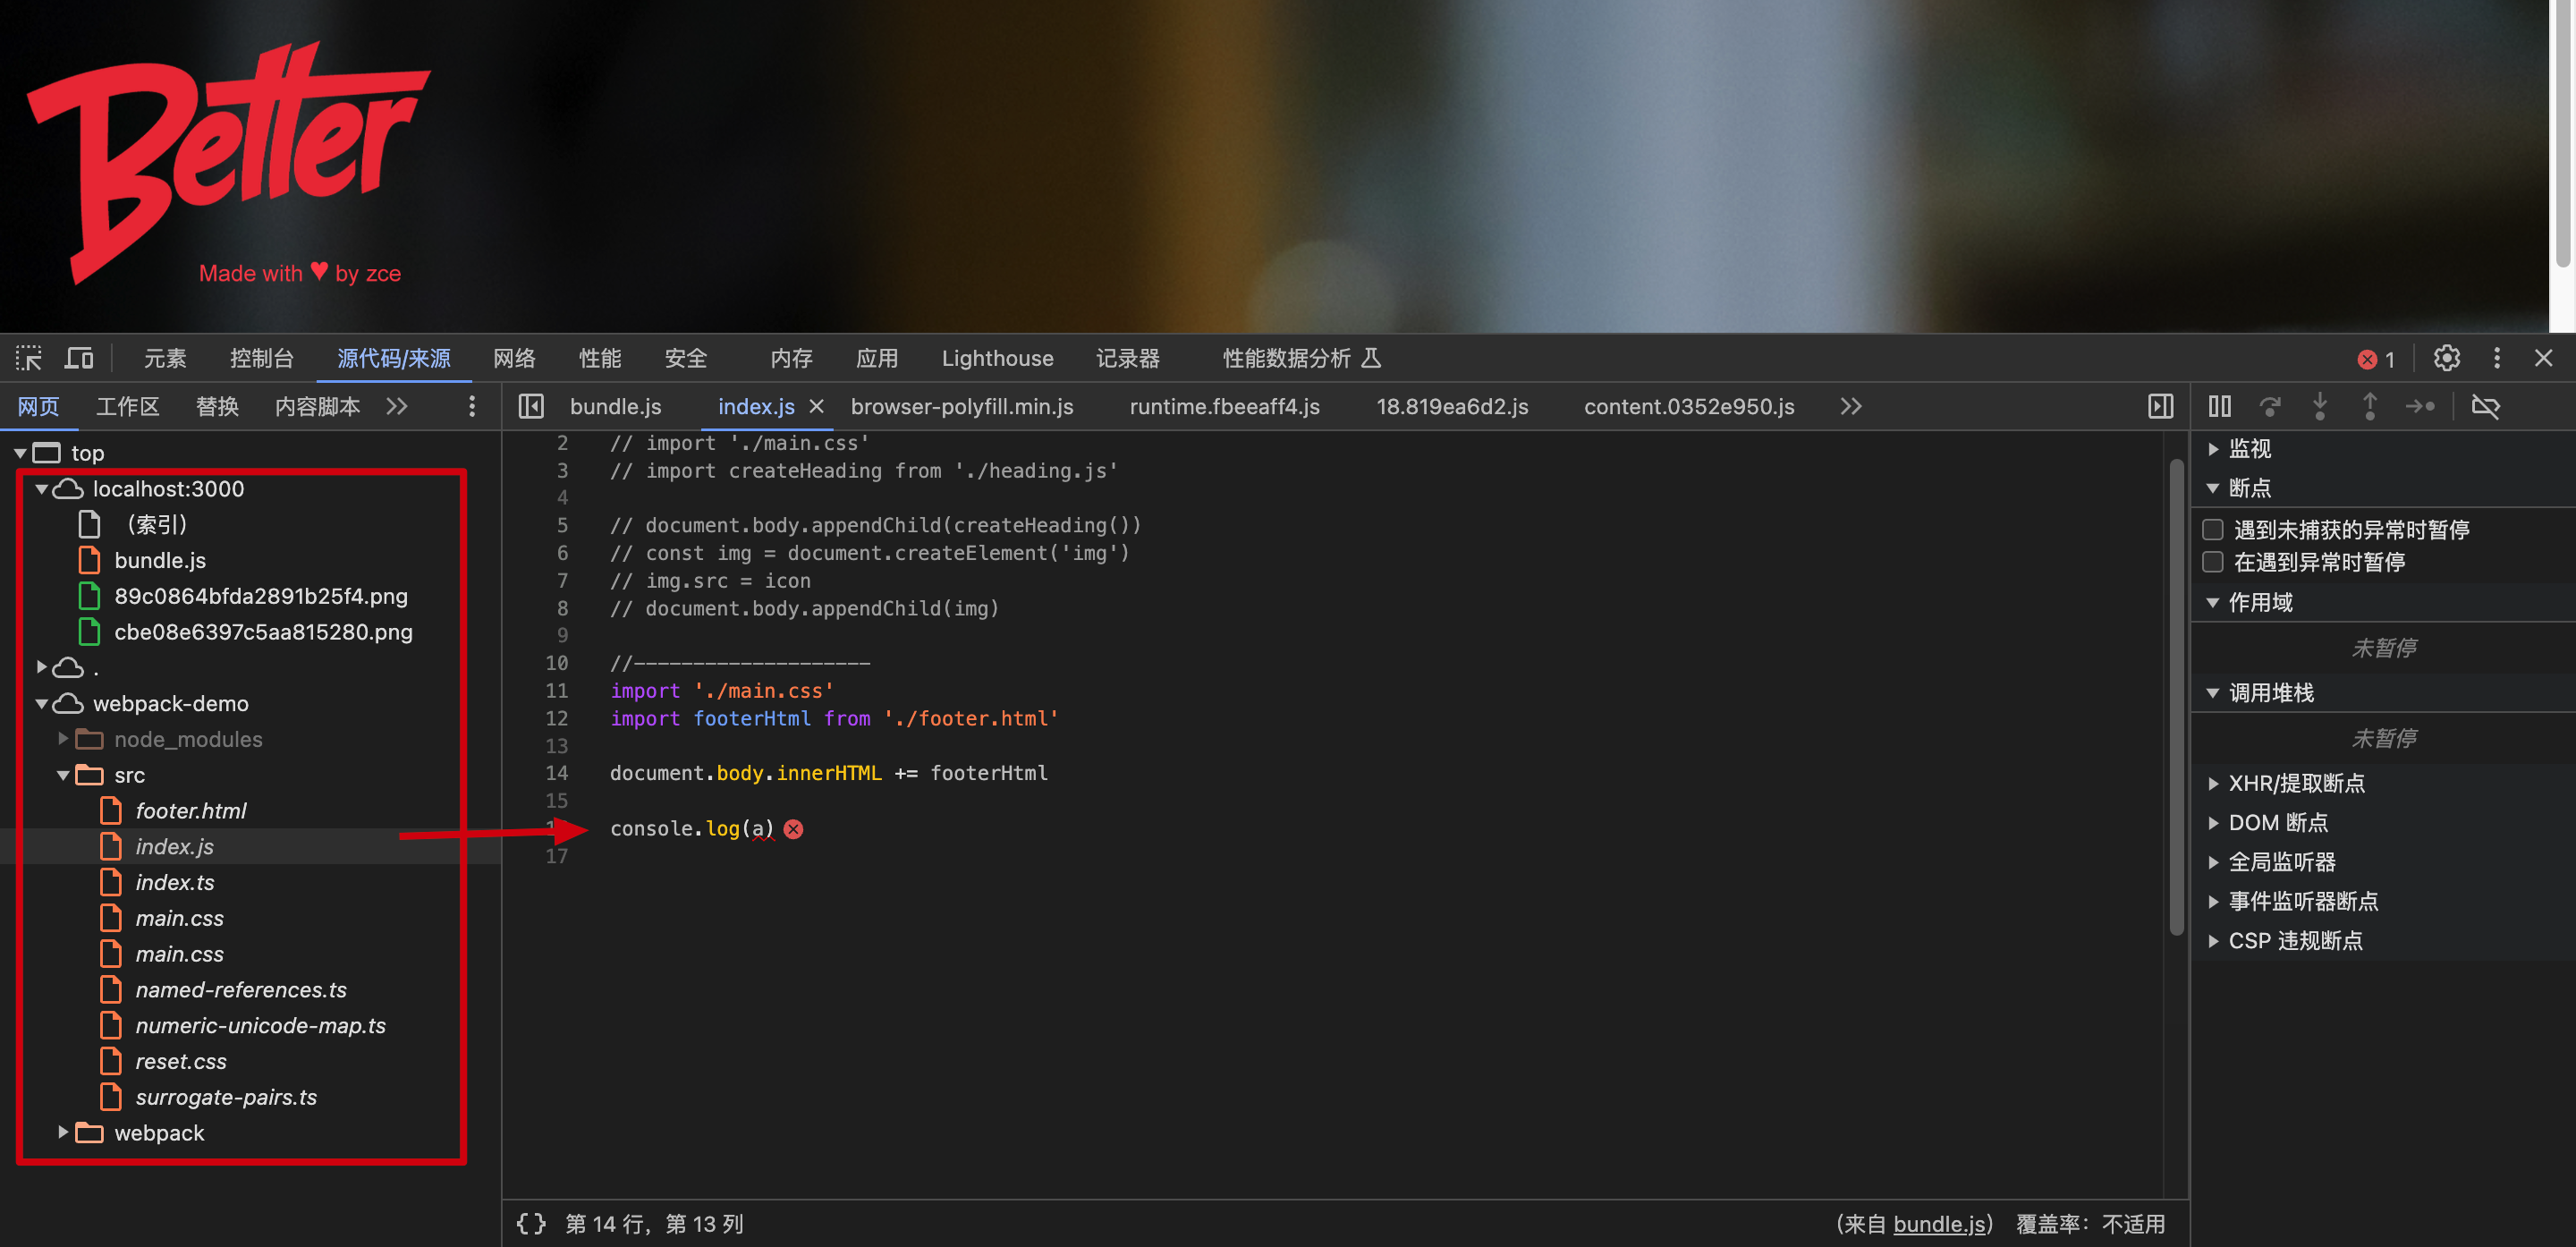 Better
Made with ♥ by zce
元素 控制台 源代码/来源 网络 性能 安全 内存 应用 Lighthouse 记录器 性能数据分析 1
网页 工作区 替换 内容脚本
bundle.js index.js browser-polyfill.min.js runtime.fbeeaff4.js 18.819ea6d2.js content.0352e950.js
top
localhost:3000
（索引）
bundle.js
89c0864bfda2891b25f4.png
cbe08e6397c5aa815280.png
.
webpack-demo
node_modules
src
footer.html
index.js
index.ts
main.css
main.css
named-references.ts
numeric-unicode-map.ts
reset.css
surrogate-pairs.ts
webpack
2 // import './main.css'
3 // import createHeading from './heading.js'
4
5 // document.body.appendChild(createHeading())
6 // const img = document.createElement('img')
7 // img.src = icon
8 // document.body.appendChild(img)
9
10 //--------------------
11 import './main.css'
12 import footerHtml from './footer.html'
13
14 document.body.innerHTML += footerHtml
15
console.log(a)
17
{} 第 14 行，第 13 列
（来自 bundle.js） 覆盖率：不适用
监视
断点
遇到未捕获的异常时暂停
在遇到异常时暂停
作用域
未暂停
调用堆栈
未暂停
XHR/提取断点
DOM 断点
全局监听器
事件监听器断点
CSP 违规断点